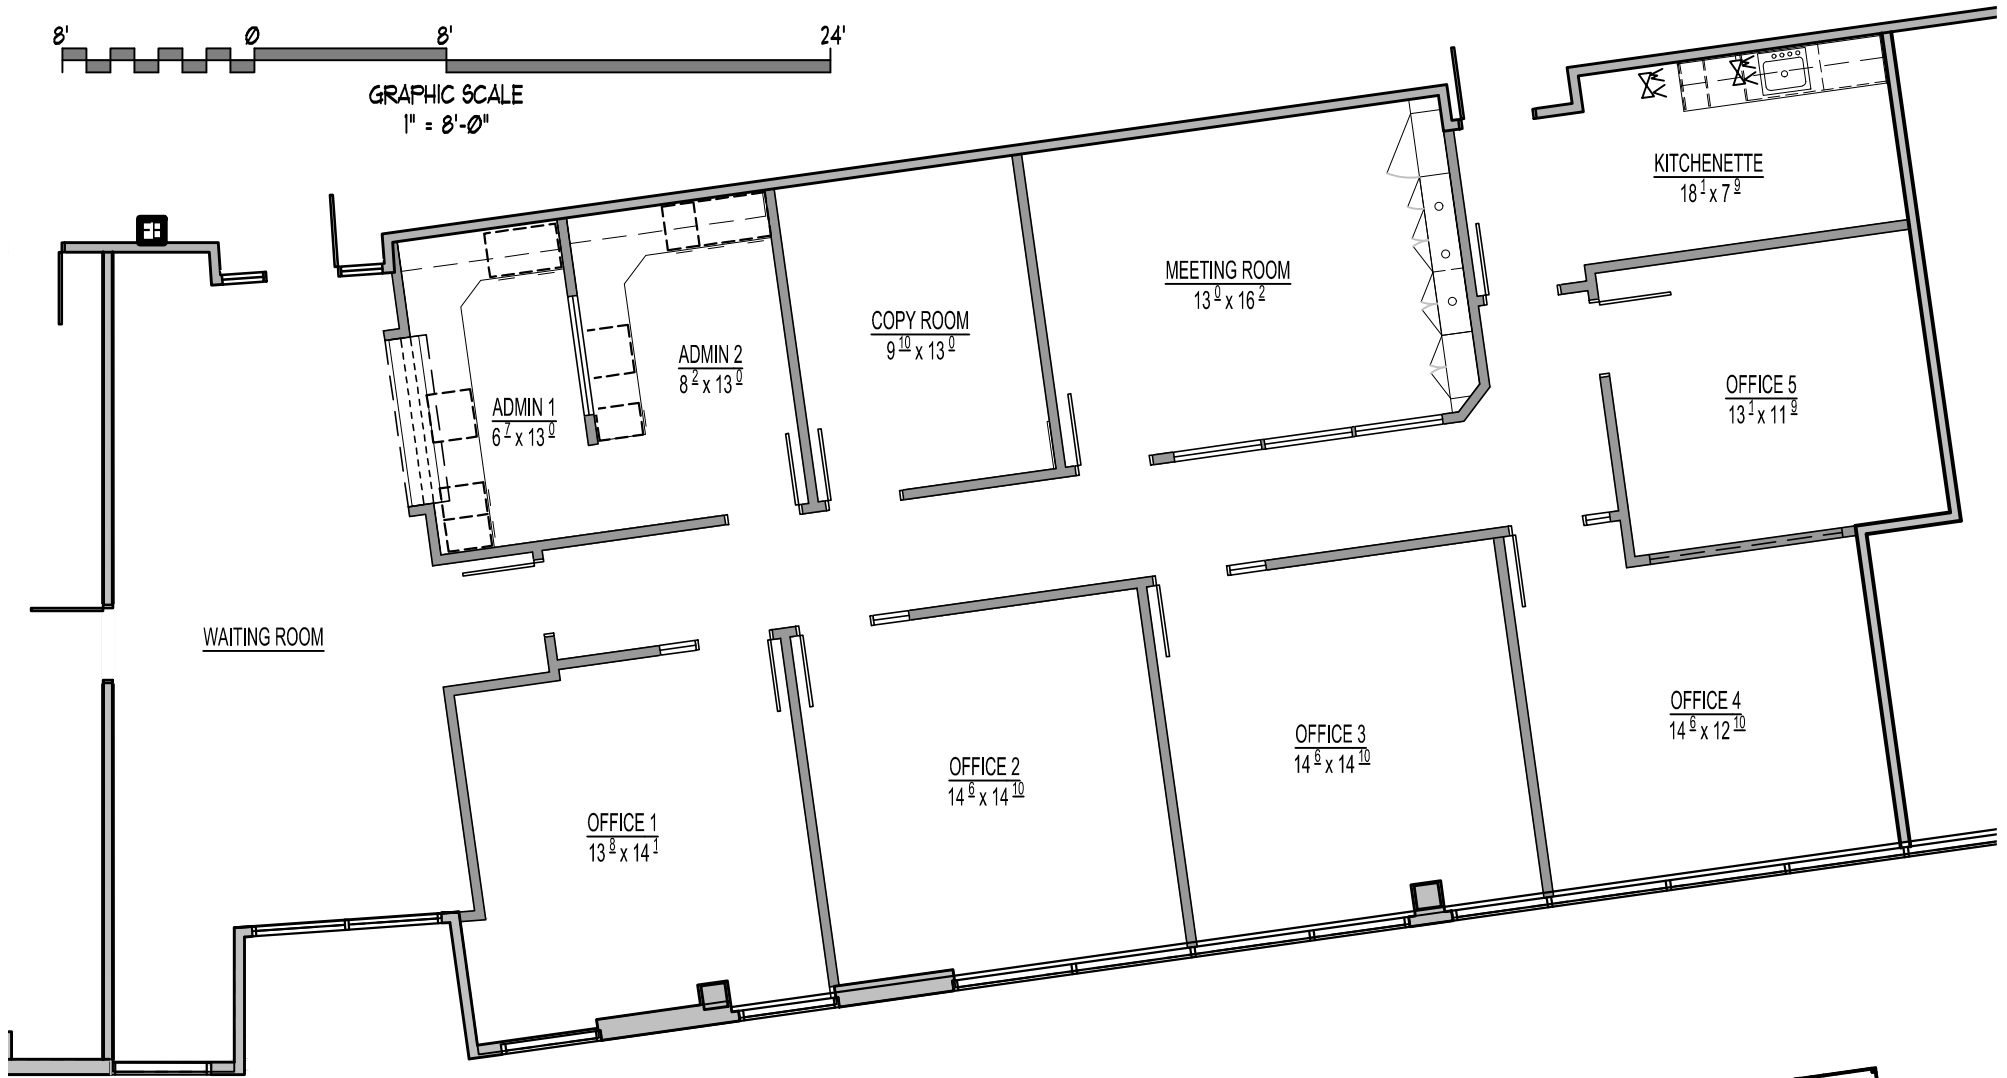 8' 0 8' 24'
GRAPHIC SCALE
1" = 8'-0"
KITCHENETTE
18 1 x 7 9
MEETING ROOM
13 0 x 16 2
COPY ROOM
9 10 x 13 0
ADMIN 2
8 2 x 13 0
ADMIN 1
6 7 x 13 0
OFFICE 5
13 1 x 11 9
WAITING ROOM
OFFICE 4
14 6 x 12 10
OFFICE 3
14 6 x 14 10
OFFICE 2
14 6 x 14 10
OFFICE 1
13 8 x 14 1